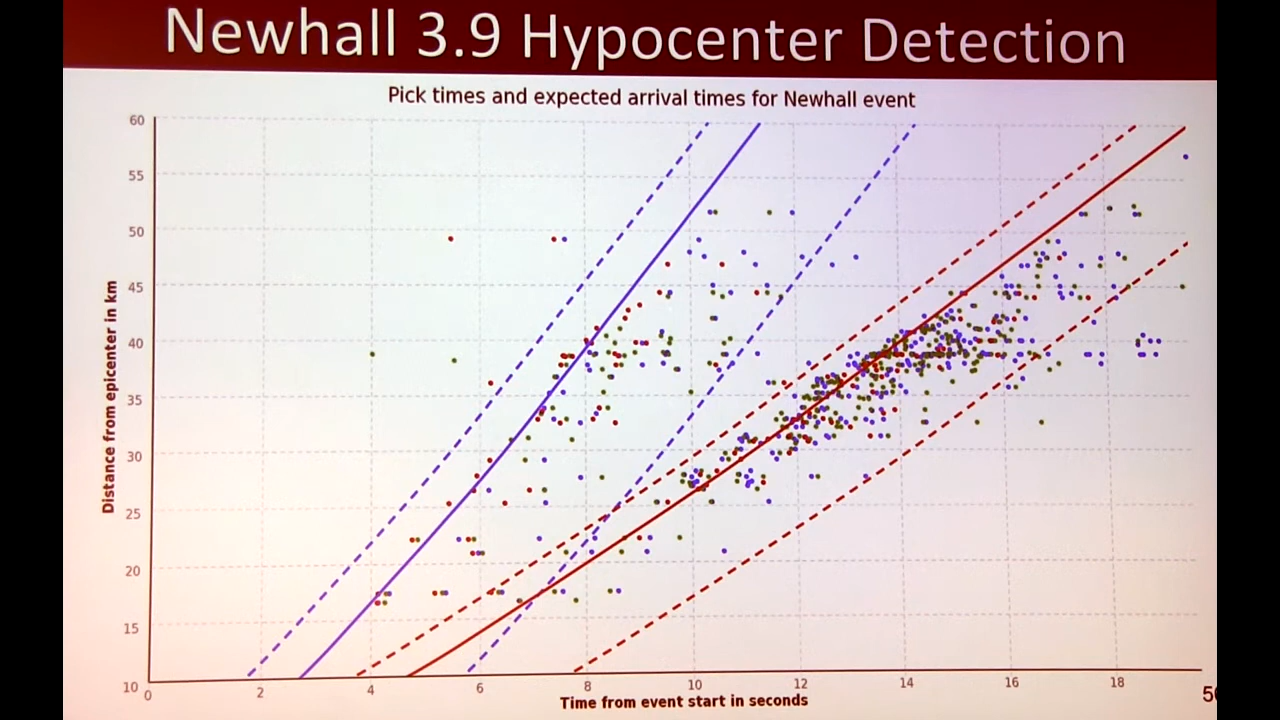 Newhall 3.9 Hypocenter Detection
Pick times and expected arrival times for Newhall event
60
55
50
45
40
35
30
25
20
15
10
Distance from epicenter in km
0 2 4 6 8 10 12 14 16 18
Time from event start in seconds